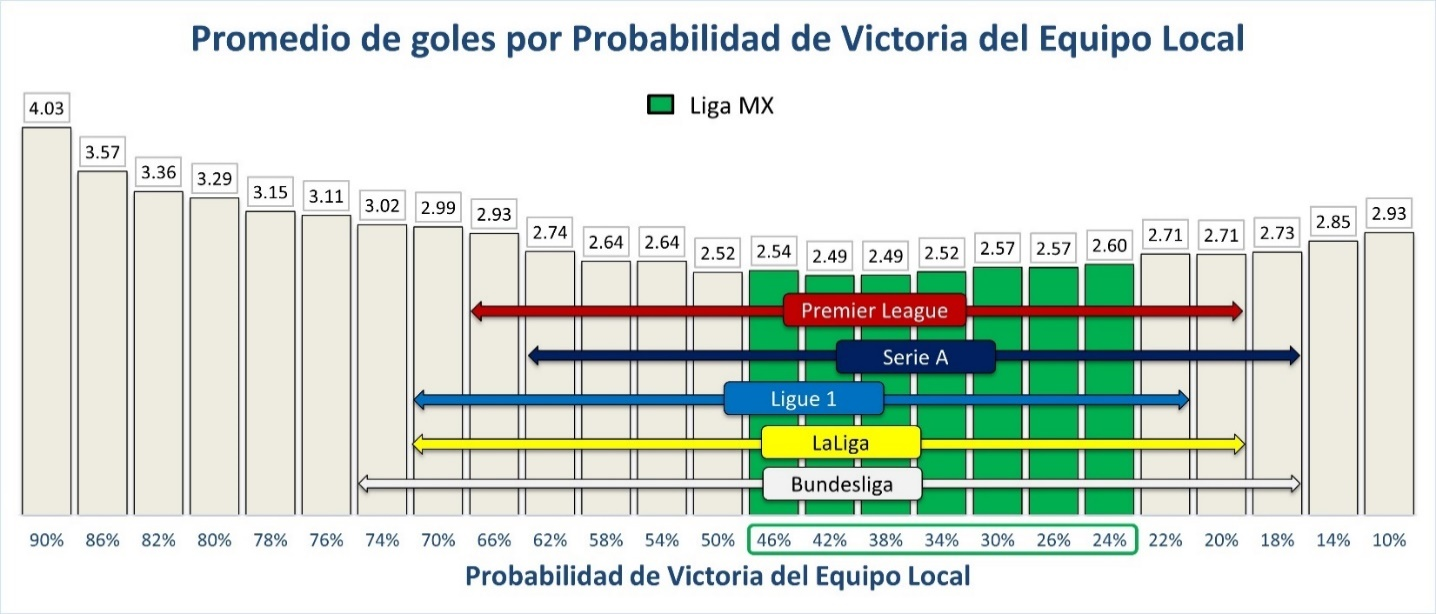 Promedio de goles por Probabilidad de Victoria del Equipo Local
Liga MX
4.03
3.57
3.36
3.29
3.15
3.11
3.02
2.99
2.93
2.74
2.64
2.64
2.52
2.54
2.49
2.49
2.52
2.57
2.57
2.60
2.71
2.71
2.73
2.85
2.93
Premier League
Serie A
Ligue 1
LaLiga
Bundesliga
90% 86% 82% 80% 78% 76% 74% 70% 66% 62% 58% 54% 50% 46% 42% 38% 34% 30% 26% 24% 22% 20% 18% 14% 10%
Probabilidad de Victoria del Equipo Local